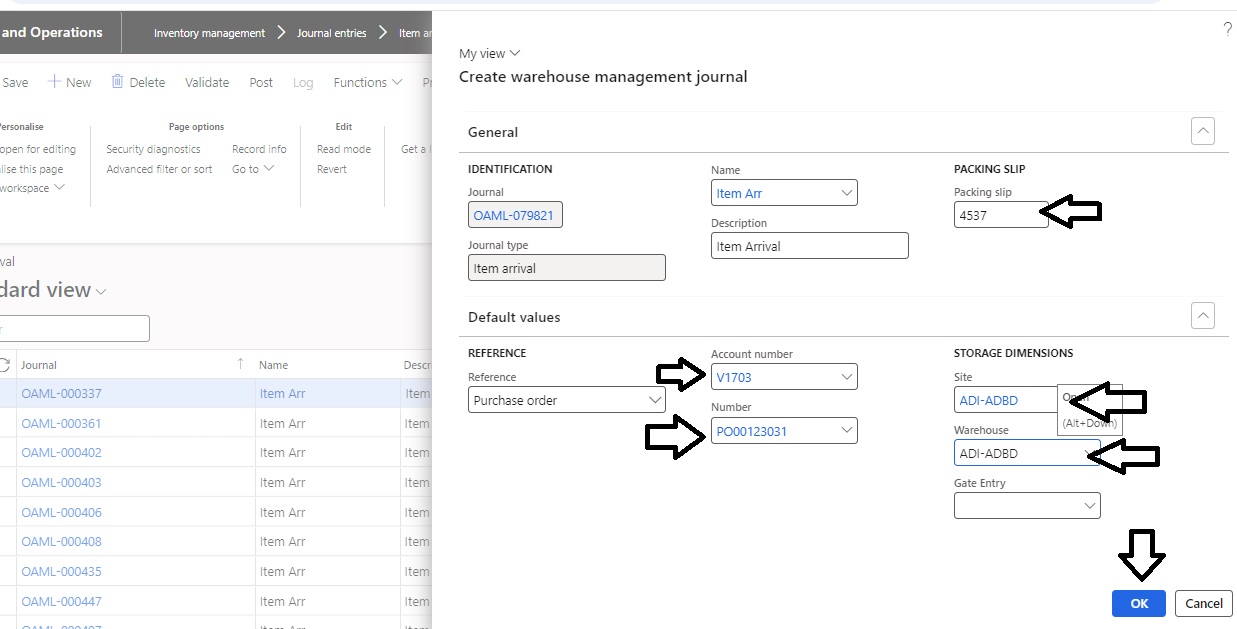 and Operations
Inventory management
Journal entries
Item ar
?
Save
New
Delete
Validate
Post
Log
Functions
Pr
ersonalise
Page options
Edit
open for editing
Security diagnostics
Record info
Read mode
Get a l
lise this page
Advanced filter or sort
Go to
Revert
workspace
val
dard view
Journal
Name
Descr
OAML-000337
Item Arr
Item
OAML-000361
Item Arr
Item
OAML-000402
Item Arr
Item
OAML-000403
Item Arr
Item
OAML-000406
Item Arr
Item
OAML-000408
Item Arr
Item
OAML-000435
Item Arr
Item
OAML-000447
Item Arr
Item
My view
Create warehouse management journal
General
IDENTIFICATION
Journal
OAML-079821
Journal type
Item arrival
Name
Item Arr
Description
Item Arrival
PACKING SLIP
Packing slip
4537
Default values
REFERENCE
Reference
Purchase order
Account number
V1703
Number
PO00123031
STORAGE DIMENSIONS
Site
ADI-ADBD
Open
(Alt+Down)
Warehouse
ADI-ADBD
Gate Entry
OK
Cancel